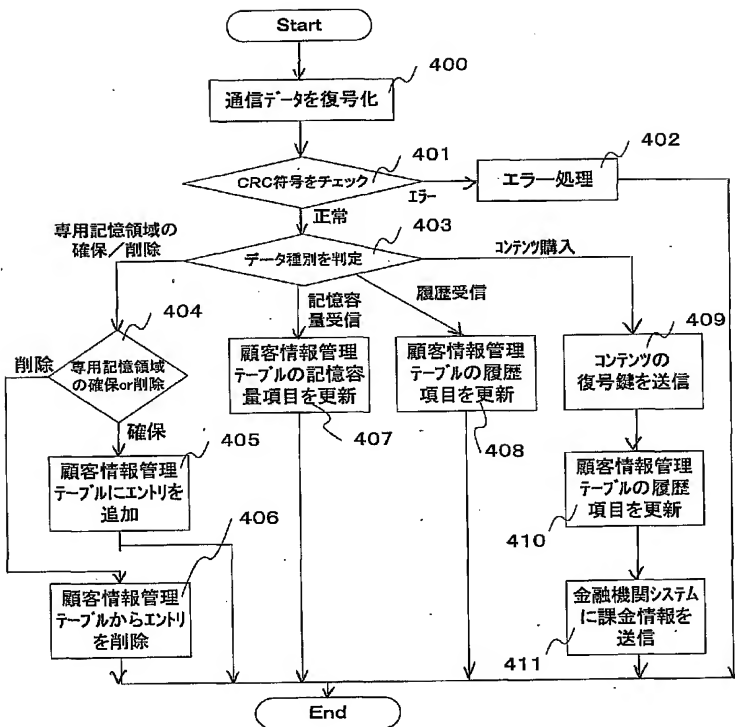 Start
400
通信データを復号化
401
CRC符号をチェック
エラー
402
エラー処理
正常
専用記憶領域の
確保/削除
403
データ種別を判定
コンテンツ購入
記憶容
量受信
履歴受信
404
専用記憶領域
の確保or削除
削除
確保
405
顧客情報管理
テーブルにエントリを
追加
406
顧客情報管理
テーブルからエントリ
を削除
顧客情報管理
テーブルの記憶容
量項目を更新
407
顧客情報管理
テーブルの履歴
項目を更新
408
409
コンテンツの
復号鍵を送信
顧客情報管理
テーブルの履歴
項目を更新
410
金融機関システム
に課金情報を
送信
411
End